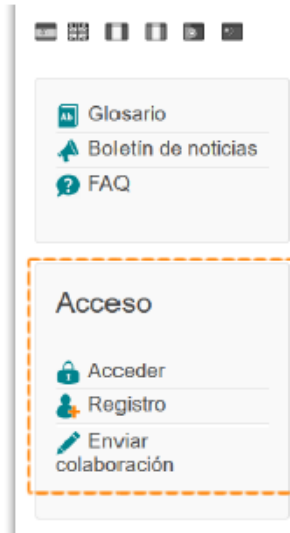 Glosario
Boletín de noticias
FAQ
Acceso
Acceder
Registro
Enviar
colaboración